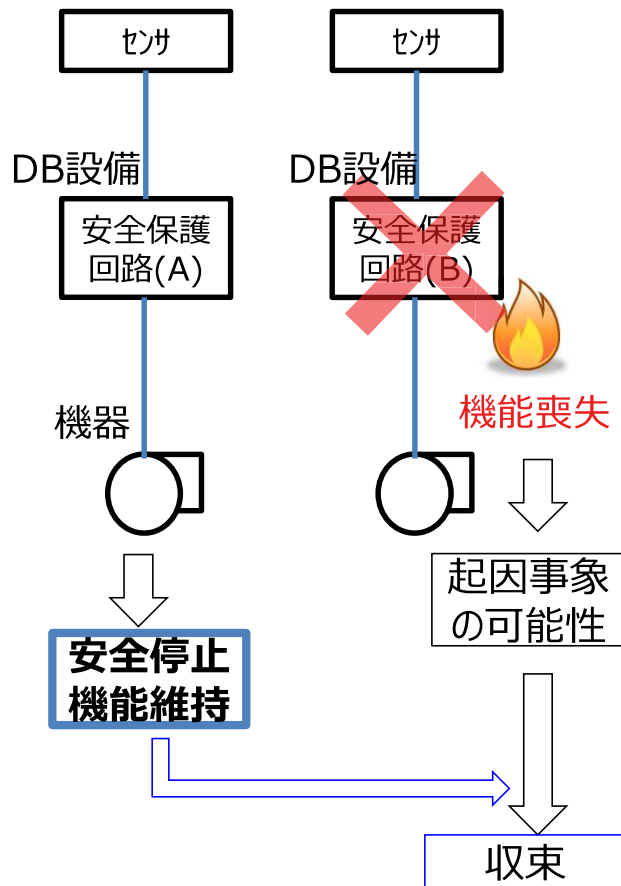 センサ
センサ
DB設備
DB設備
安全保護
回路(A)
安全保護
回路(B)
機器
機能喪失
起因事象
の可能性
安全停止
機能維持
収束